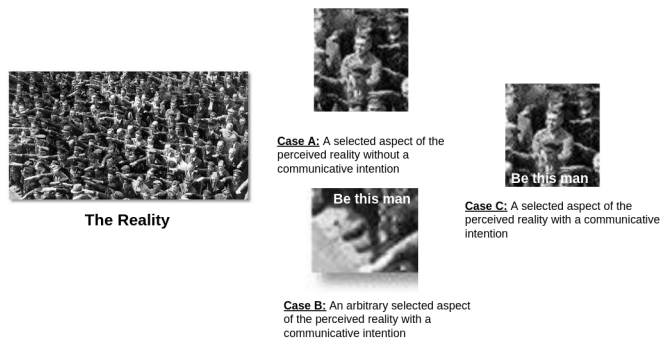 The Reality
Case A: A selected aspect of the
perceived reality without a
communicative intention
Be this man
Case B: An arbitrary selected aspect
of the perceived reality with a
communicative intention
Be this man
Case C: A selected aspect of the
perceived reality with a communicative
intention